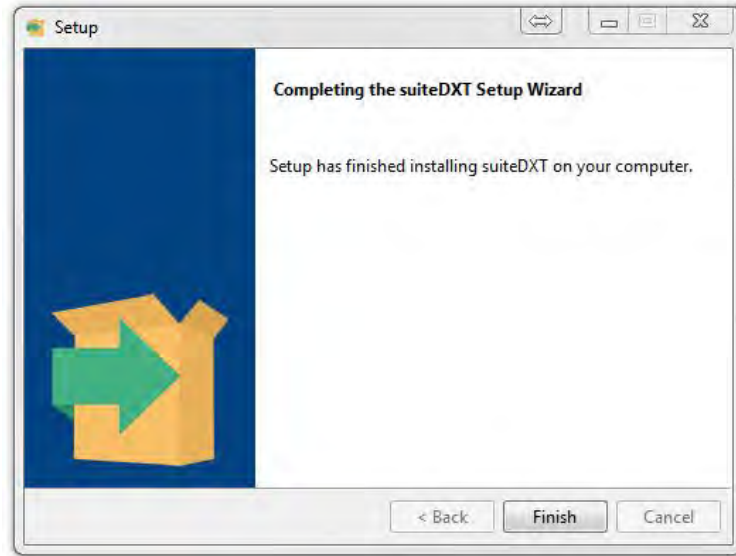 Setup
Completing the suiteDXT Setup Wizard
Setup has finished installing suiteDXT on your computer.
< Back
Finish
Cancel